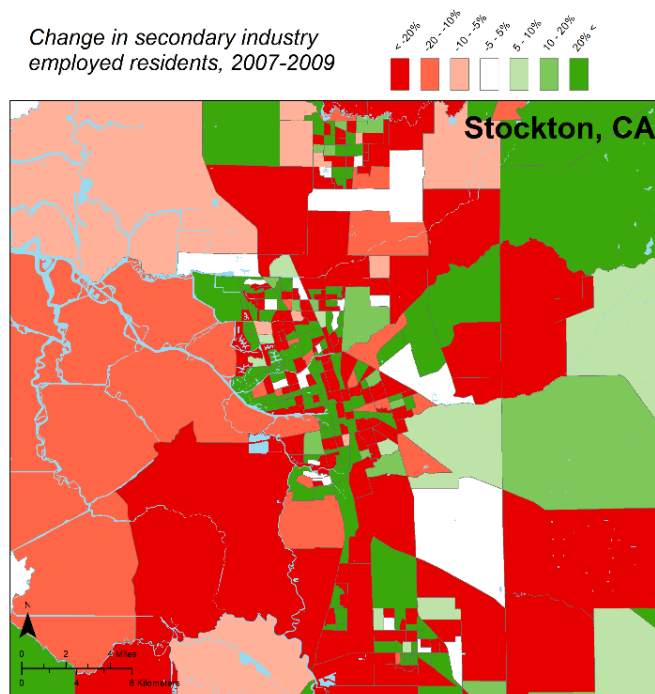 Change in secondary industry
employed residents, 2007-2009
< -20%
-20 - -10%
-10 - -5%
-5 - 5%
5 - 10%
10 - 20%
20% <
Stockton, CA
N
0 2 4 Miles
0 4 8 Kilometers